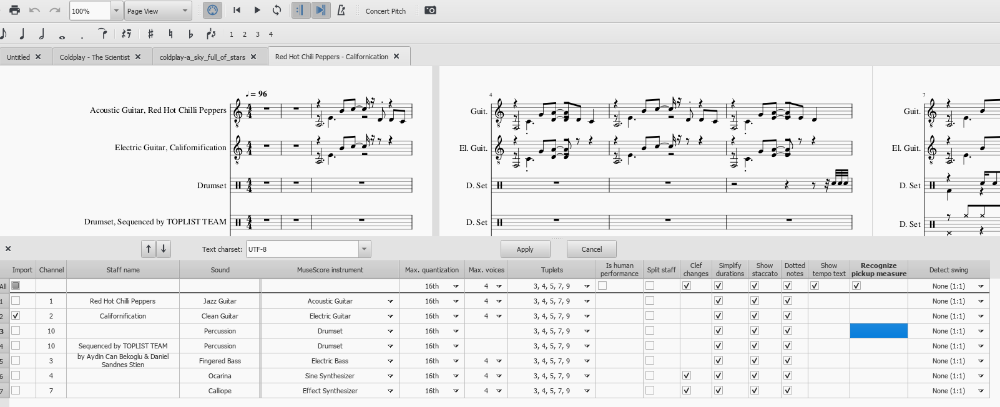 100% Page View Concert Pitch
1 2 3 4
Untitled Coldplay - The Scientist coldplay-a_sky_full_of_stars Red Hot Chili Peppers - Californication
= 96
4 7
Acoustic Guitar, Red Hot Chilli Peppers Guit. Guit.
Electric Guitar, Californification El. Guit. El. Guit.
Drumset D. Set D. Set
Drumset, Sequenced by TOPLIST TEAM D. Set D. Set
Text charset: UTF-8 Apply Cancel
Import Channel Staff name Sound MuseScore instrument Max. quantization Max. voices Tuplets Is human performance Split staff Clef changes Simplify durations Show staccato Dotted notes Show tempo text Recognize pickup measure Detect swing
All 16th 4 3, 4, 5, 7, 9 None (1:1)
1 1 Red Hot Chilli Peppers Jazz Guitar Acoustic Guitar 16th 4 3, 4, 5, 7, 9 None (1:1)
2 2 Californification Clean Guitar Electric Guitar 16th 4 3, 4, 5, 7, 9 None (1:1)
3 10 Percussion Drumset 16th 3, 4, 5, 7, 9 None (1:1)
4 10 Sequenced by TOPLIST TEAM Percussion Drumset 16th 3, 4, 5, 7, 9 None (1:1)
5 3 by Aydin Can Bekoglu & Daniel Sandnes Stien Fingered Bass Electric Bass 16th 4 3, 4, 5, 7, 9 None (1:1)
6 4 Ocarina Sine Synthesizer 16th 4 3, 4, 5, 7, 9 None (1:1)
7 7 Calliope Effect Synthesizer 16th 4 3, 4, 5, 7, 9 None (1:1)